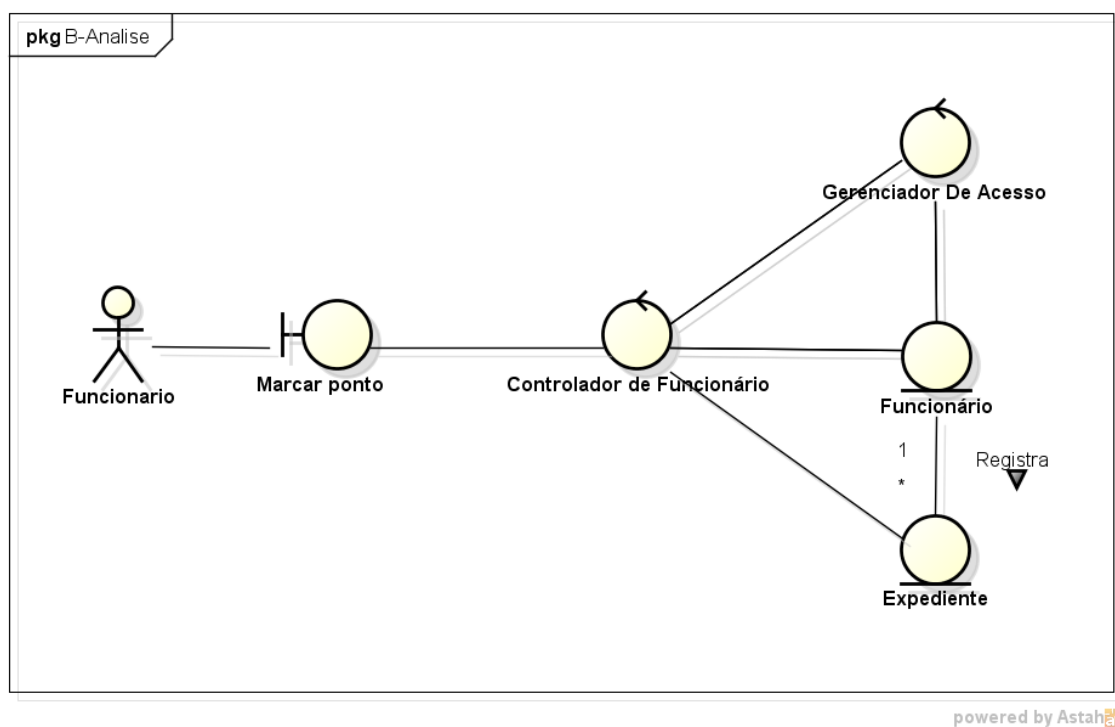 pkg B-Analise
Gerenciador De Acesso
Funcionario
Marcar ponto
Controlador de Funcionário
Funcionário
1
Registra
*
Expediente
powered by Astah